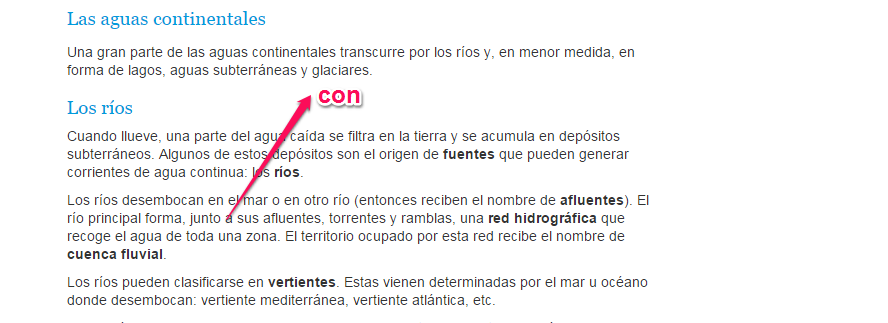 Las aguas continentales
Una gran parte de las aguas continentales transcurre por los ríos y, en menor medida, en
forma de lagos, aguas subterráneas y glaciares.
con
Los ríos
Cuando llueve, una parte del agua caída se filtra en la tierra y se acumula en depósitos
subterráneos. Algunos de estos depósitos son el origen de fuentes que pueden generar
corrientes de agua continua: los ríos.
Los ríos desembocan en el mar o en otro río (entonces reciben el nombre de afluentes). El
río principal forma, junto a sus afluentes, torrentes y ramblas, una red hidrográfica que
recoge el agua de toda una zona. El territorio ocupado por esta red recibe el nombre de
cuenca fluvial.
Los ríos pueden clasificarse en vertientes. Estas vienen determinadas por el mar u océano
donde desembocan: vertiente mediterránea, vertiente atlántica, etc.